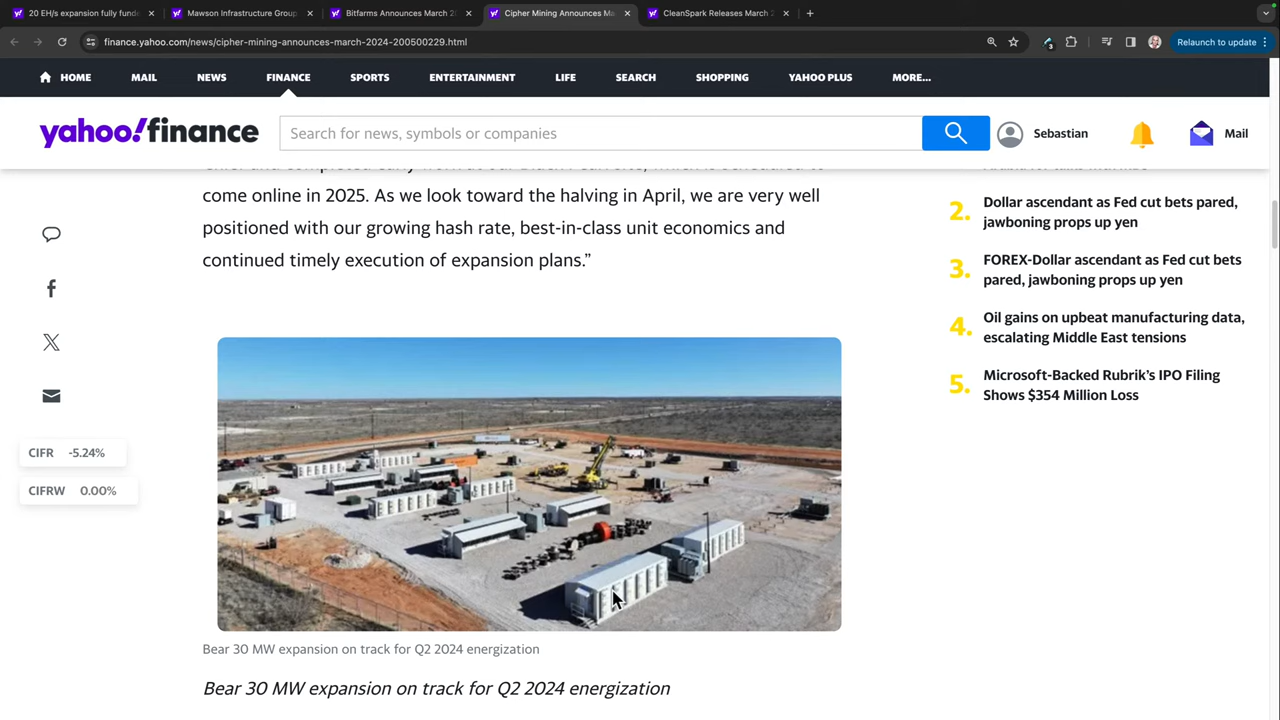 20 EH/s expansion fully fund
Mawson Infrastructure Group
Bitfarms Announces March 20
Cipher Mining Announces Ma
CleanSpark Releases March 2
finance.yahoo.com/news/cipher-mining-announces-march-2024-200500229.html
3
Relaunch to update
HOME
MAIL
NEWS
FINANCE
SPORTS
ENTERTAINMENT
LIFE
SEARCH
SHOPPING
YAHOO PLUS
MORE...
yahoo!finance
Search for news, symbols or companies
Sebastian
Mail
come online in 2025. As we look toward the halving in April, we are very well
positioned with our growing hash rate, best-in-class unit economics and
continued timely execution of expansion plans.”
CIFR -5.24%
CIFRW 0.00%
Bear 30 MW expansion on track for Q2 2024 energization
Bear 30 MW expansion on track for Q2 2024 energization
2. Dollar ascendant as Fed cut bets pared,
jawboning props up yen
3. FOREX-Dollar ascendant as Fed cut bets
pared, jawboning props up yen
4. Oil gains on upbeat manufacturing data,
escalating Middle East tensions
5. Microsoft-Backed Rubrik’s IPO Filing
Shows $354 Million Loss